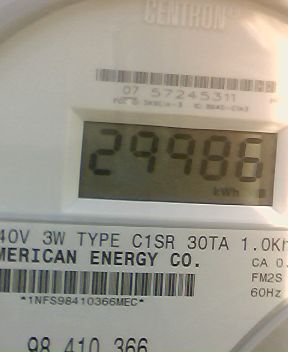 CENTRON
07 57245311
29986
kWh
40V 3W TYPE C1SR 30TA 1.0Kh
MERICAN ENERGY CO.
CA 0.
FM2S
60Hz
*1NFS98410366MEC*
98 410 366